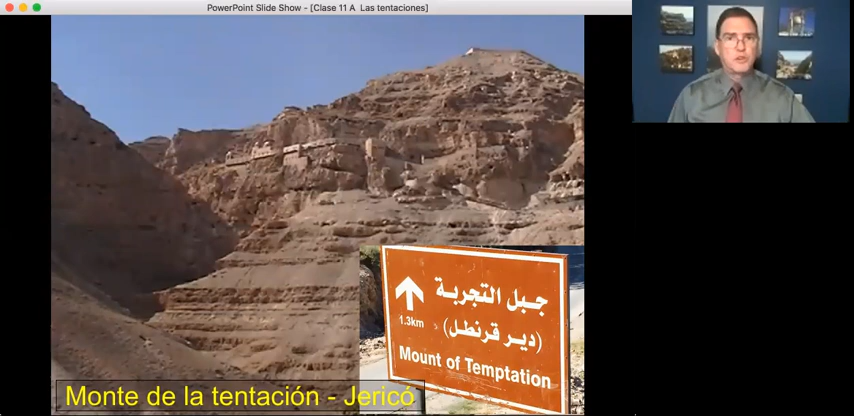 PowerPoint Slide Show - [Clase 11 A  Las tentaciones]
جبل التجربة
1.3km
(دير قرنطل)
Mount of Temptation
Monte de la tentación - Jericó